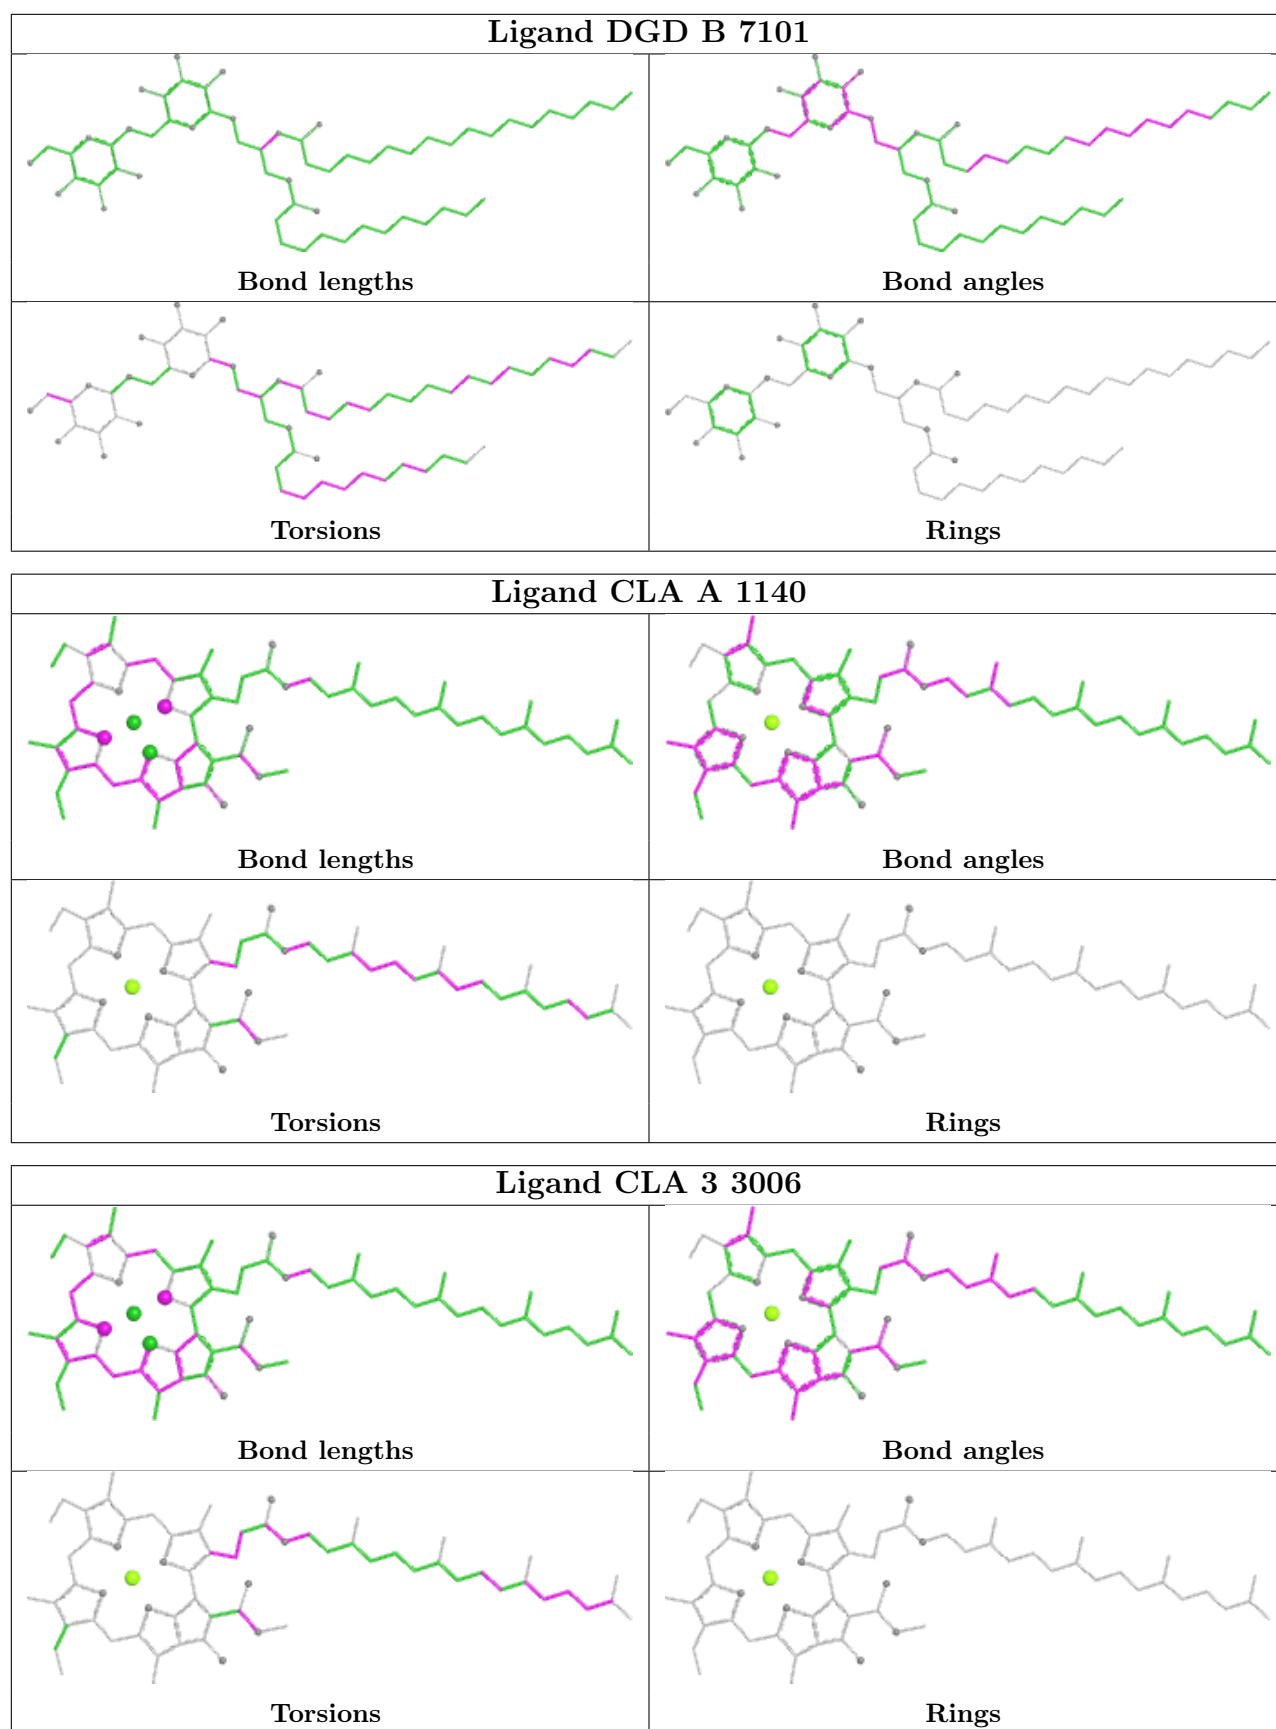 Ligand DGD B 7101
Bond lengths
Bond angles
Torsions
Rings
Ligand CLA A 1140
Bond lengths
Bond angles
Torsions
Rings
Ligand CLA 3 3006
Bond lengths
Bond angles
Torsions
Rings